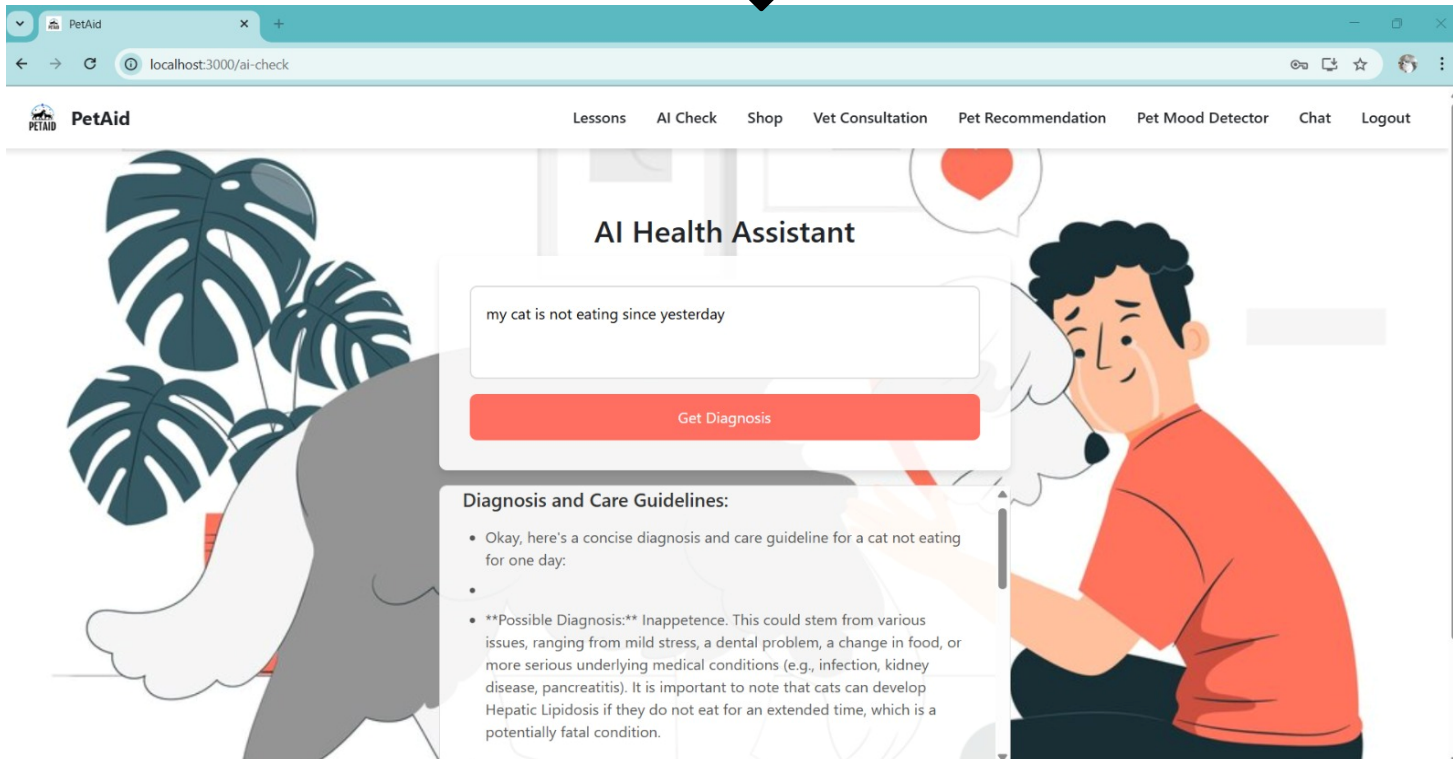 PetAid
localhost:3000/ai-check
PETAID
PetAid
Lessons
AI Check
Shop
Vet Consultation
Pet Recommendation
Pet Mood Detector
Chat
Logout
AI Health Assistant
my cat is not eating since yesterday
Get Diagnosis
Diagnosis and Care Guidelines:
Okay, here's a concise diagnosis and care guideline for a cat not eating
for one day:
**Possible Diagnosis:** Inappetence. This could stem from various
issues, ranging from mild stress, a dental problem, a change in food, or
more serious underlying medical conditions (e.g., infection, kidney
disease, pancreatitis). It is important to note that cats can develop
Hepatic Lipidosis if they do not eat for an extended time, which is a
potentially fatal condition.